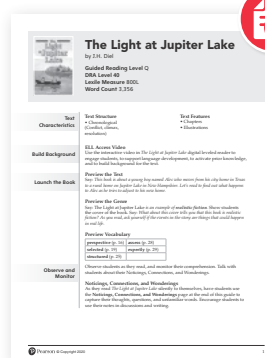 The Light at Jupiter Lake
by J.H. Diel
Guided Reading Level Q
DRA Level 40
Lexile Measure 800L
Word Count 3,356
Text
Characteristics
Text Structure
• Chronological
(Conflict, climax,
resolution)
Text Features
• Chapters
• Illustrations
Build Background
ELL Access Video
Use the interactive video in The Light at Jupiter Lake digital leveled reader to
engage students, to support language development, to activate prior knowledge,
and to build background for the text.
Launch the Book
Preview the Text
Say: This book is about a young boy named Alex who moves from his city home in Texas
to a rural home on Jupiter Lake in New Hampshire. Let's read to find out what happens
to Alex as he tries to adjust to his new home.
Preview the Genre
Say: The Light at Jupiter Lake is an example of realistic fiction. Show students
the cover of the book. Say: What about this cover tells you that this book is realistic
fiction? As you read, ask yourself if the events in the story are things that could happen
in real life.
Preview Vocabulary
perspective (p. 16) access (p. 28)
selected (p. 19) expertly (p. 29)
structured (p. 29)
Observe and
Monitor
Observe students as they read, and monitor their comprehension. Talk with
students about their Noticings, Connections, and Wonderings.
Noticings, Connections, and Wonderings
As they read The Light at Jupiter Lake silently to themselves, have students use
the Noticings, Connections, and Wonderings page at the end of this guide to
capture their thoughts, questions, and unfamiliar words. Encourage students to
use their notes in discussions and writing.
Pearson © Copyright 2020
1